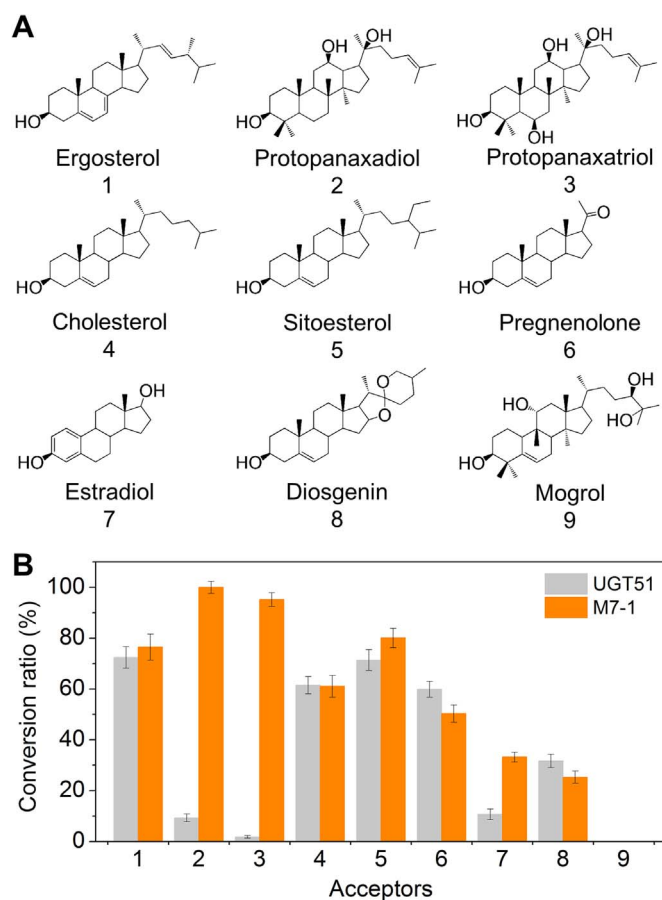 A
OH OH
HO
Ergosterol
1
HO
Protopanaxadiol
2
OH OH
HO
OH
Protopanaxatriol
3
HO
Cholesterol
4
HO
Sitoesterol
5
O
HO
Pregnenolone
6
OH
HO
Estradiol
7
O
O
HO
Diosgenin
8
OH
HO
HO
HO
Mogrol
9
B
UGT51
M7-1
Conversion ratio (%)
100
80
60
40
20
0
1 2 3 4 5 6 7 8 9
Acceptors